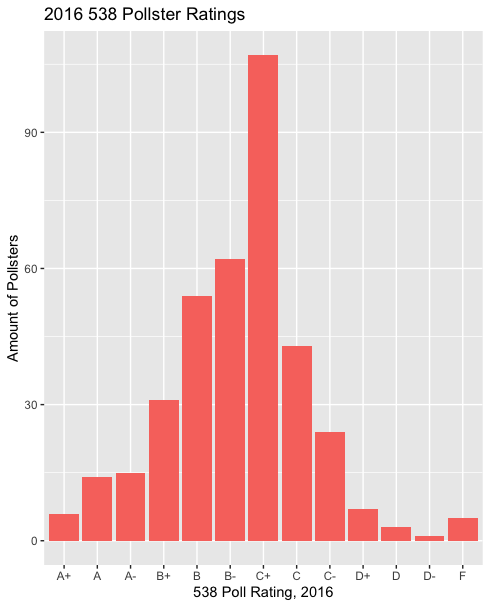 2016 538 Pollster Ratings
Amount of Pollsters
90
60
30
0
A+ A A- B+ B B- C+ C C- D+ D D- F
538 Poll Rating, 2016